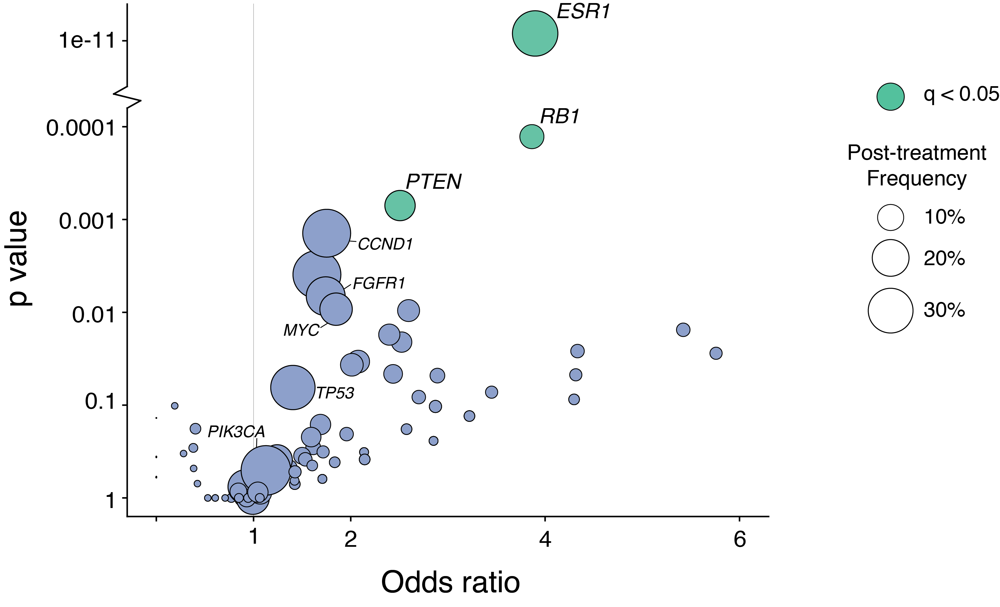 ESR1
1e-11
q < 0.05
RB1
0.0001
Post-treatment
Frequency
PTEN
10%
0.001
p value
CCND1
20%
FGFR1
0.01
30%
MYC
TP53
0.1
PIK3CA
1
1
2
4
6
Odds ratio